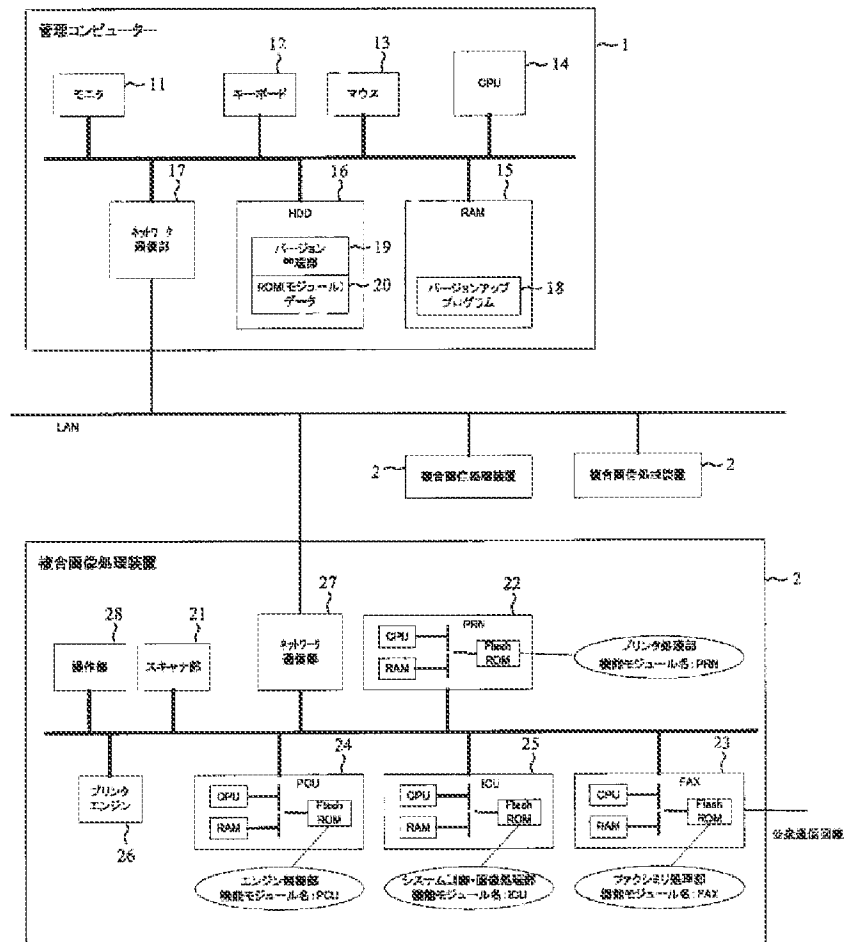 管理コンピューター
1
11
モニタ
12
キーボード
13
マウス
14
CPU
17
ネットワーク
16
HDD
バージョン
19
ROM(モジュール)
データ
20
15
RAM
バージョンアップ
プログラム
18
LAN
2
複合画像処理装置
複合画像処理装置
2
複合画像処理装置
2
28
操作部
21
スキャナ部
27
ネットワーク
通信部
22
PRN
CPU
RAM
Flash
ROM
プリンタ処理部
機能モジュール名:PRN
プリンタ
エンジン
26
24
PCU
CPU
RAM
Flash
ROM
エンジン制御部
機能モジュール名:PCU
25
ICU
CPU
RAM
Flash
ROM
システム制御・画像処理部
機能モジュール名:ICU
23
FAX
CPU
RAM
Flash
ROM
ファクシミリ処理部
機能モジュール名:FAX
公衆通信回線